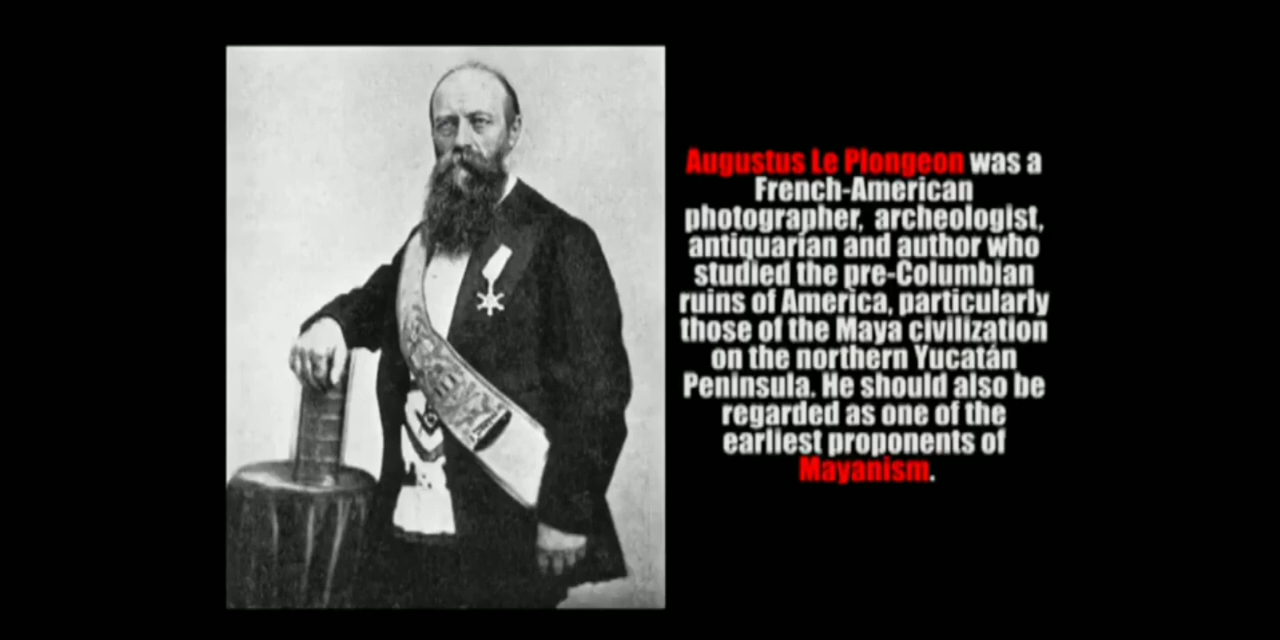 Augustus Le Plongeon was a
French-American
photographer, archeologist,
antiquarian and author who
studied the pre-Columbian
ruins of America, particularly
those of the Maya civilization
on the northern Yucatán
Peninsula. He should also be
regarded as one of the
earliest proponents of
Mayanism.